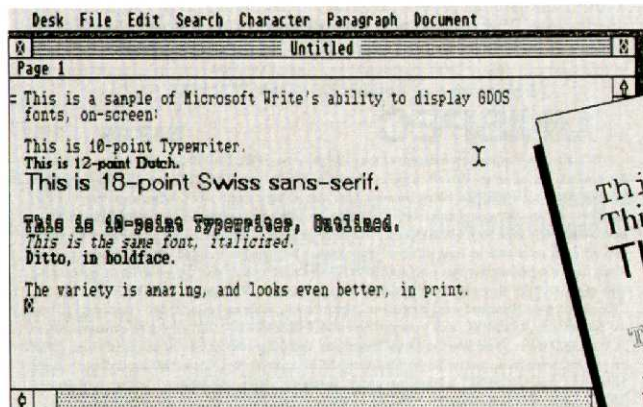 Desk File Edit Search Character Paragraph Document
Untitled
Page 1
This is a sample of Microsoft Write's ability to display GDOS
fonts, on-screen:
This is 10-point Typewriter.
This is 12-point Dutch.
This is 18-point Swiss sans-serif.
This is 10-point Typewriter, Outlined.
This is the same font, italicized.
Ditto, in boldface.
The variety is amazing, and looks even better, in print.